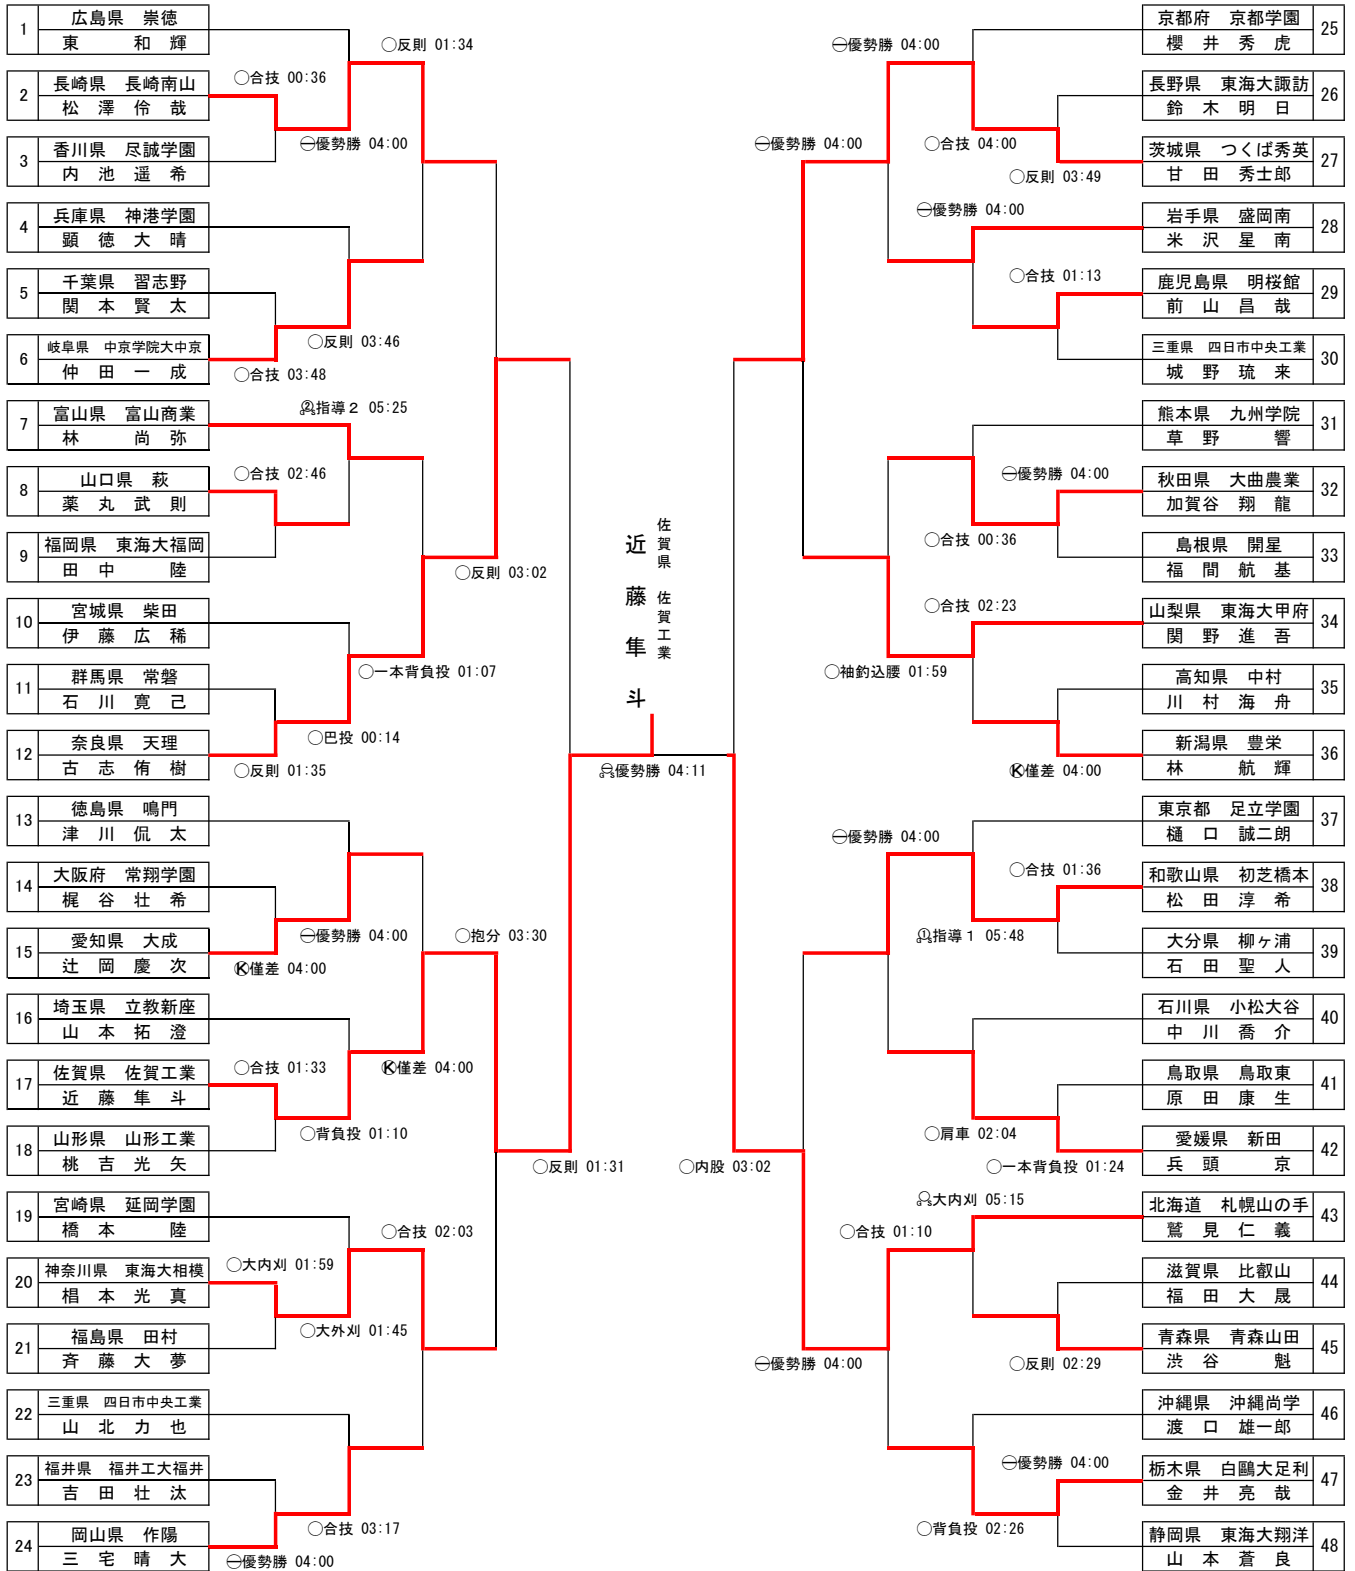 1
広島県　崇徳
東　和輝
2
長崎県　長崎南山
松澤伶哉
3
香川県　尽誠学園
内池遥希
4
兵庫県　神港学園
顕徳大晴
5
千葉県　習志野
関本賢太
6
岐阜県　中京学院大中京
仲田一成
7
富山県　富山商業
林　尚弥
8
山口県　萩
薬丸武則
9
福岡県　東海大福岡
田中　陸
10
宮城県　柴田
伊藤広稀
11
群馬県　常磐
石川寛己
12
奈良県　天理
古志侑樹
13
徳島県　鳴門
津川侃太
14
大阪府　常翔学園
梶谷壮希
15
愛知県　大成
辻岡慶次
16
埼玉県　立教新座
山本拓澄
17
佐賀県　佐賀工業
近藤隼斗
18
山形県　山形工業
桃吉光矢
19
宮崎県　延岡学園
橋本　陸
20
神奈川県　東海大相模
椙本光真
21
福島県　田村
斉藤大夢
22
三重県　四日市中央工業
山北力也
23
福井県　福井工大福井
吉田壮汰
24
岡山県　作陽
三宅晴大
○反則 01:34
○合技 00:36
㊀優勢勝 04:00
○反則 03:46
○合技 03:48
②指導２ 05:25
○合技 02:46
○反則 03:02
○一本背負投 01:07
○巴投 00:14
○反則 01:35
㊀優勢勝 04:00
○抱分 03:30
Ⓚ僅差 04:00
○合技 01:33
Ⓚ僅差 04:00
○背負投 01:10
○反則 01:31
○合技 02:03
○大内刈 01:59
○大外刈 01:45
○合技 03:17
㊀優勢勝 04:00
佐賀県　佐賀工業
近藤隼斗
㊀優勢勝 04:11
㊀優勢勝 04:00
㊀優勢勝 04:00
○合技 04:00
○反則 03:49
㊀優勢勝 04:00
○合技 01:13
㊀優勢勝 04:00
○合技 00:36
○合技 02:23
○袖釣込腰 01:59
Ⓚ僅差 04:00
㊀優勢勝 04:00
○合技 01:36
①指導１ 05:48
○肩車 02:04
○一本背負投 01:24
○内股 03:02
○大内刈 05:15
○合技 01:10
○反則 02:29
㊀優勢勝 04:00
㊀優勢勝 04:00
○背負投 02:26
京都府　京都学園
櫻井秀虎
25
長野県　東海大諏訪
鈴木明日
26
茨城県　つくば秀英
甘田秀士郎
27
岩手県　盛岡南
米沢星南
28
鹿児島県　明桜館
前山昌哉
29
三重県　四日市中央工業
城野琉来
30
熊本県　九州学院
草野　響
31
秋田県　大曲農業
加賀谷翔龍
32
島根県　開星
福間航基
33
山梨県　東海大甲府
関野進吾
34
高知県　中村
川村海舟
35
新潟県　豊栄
林　航輝
36
東京都　足立学園
樋口誠二朗
37
和歌山県　初芝橋本
松田淳希
38
大分県　柳ヶ浦
石田聖人
39
石川県　小松大谷
中川喬介
40
鳥取県　鳥取東
原田康生
41
愛媛県　新田
兵頭　京
42
北海道　札幌山の手
鷲見仁義
43
滋賀県　比叡山
福田大晟
44
青森県　青森山田
渋谷　魁
45
沖縄県　沖縄尚学
渡口雄一郎
46
栃木県　白鷗大足利
金井亮哉
47
静岡県　東海大翔洋
山本蒼良
48